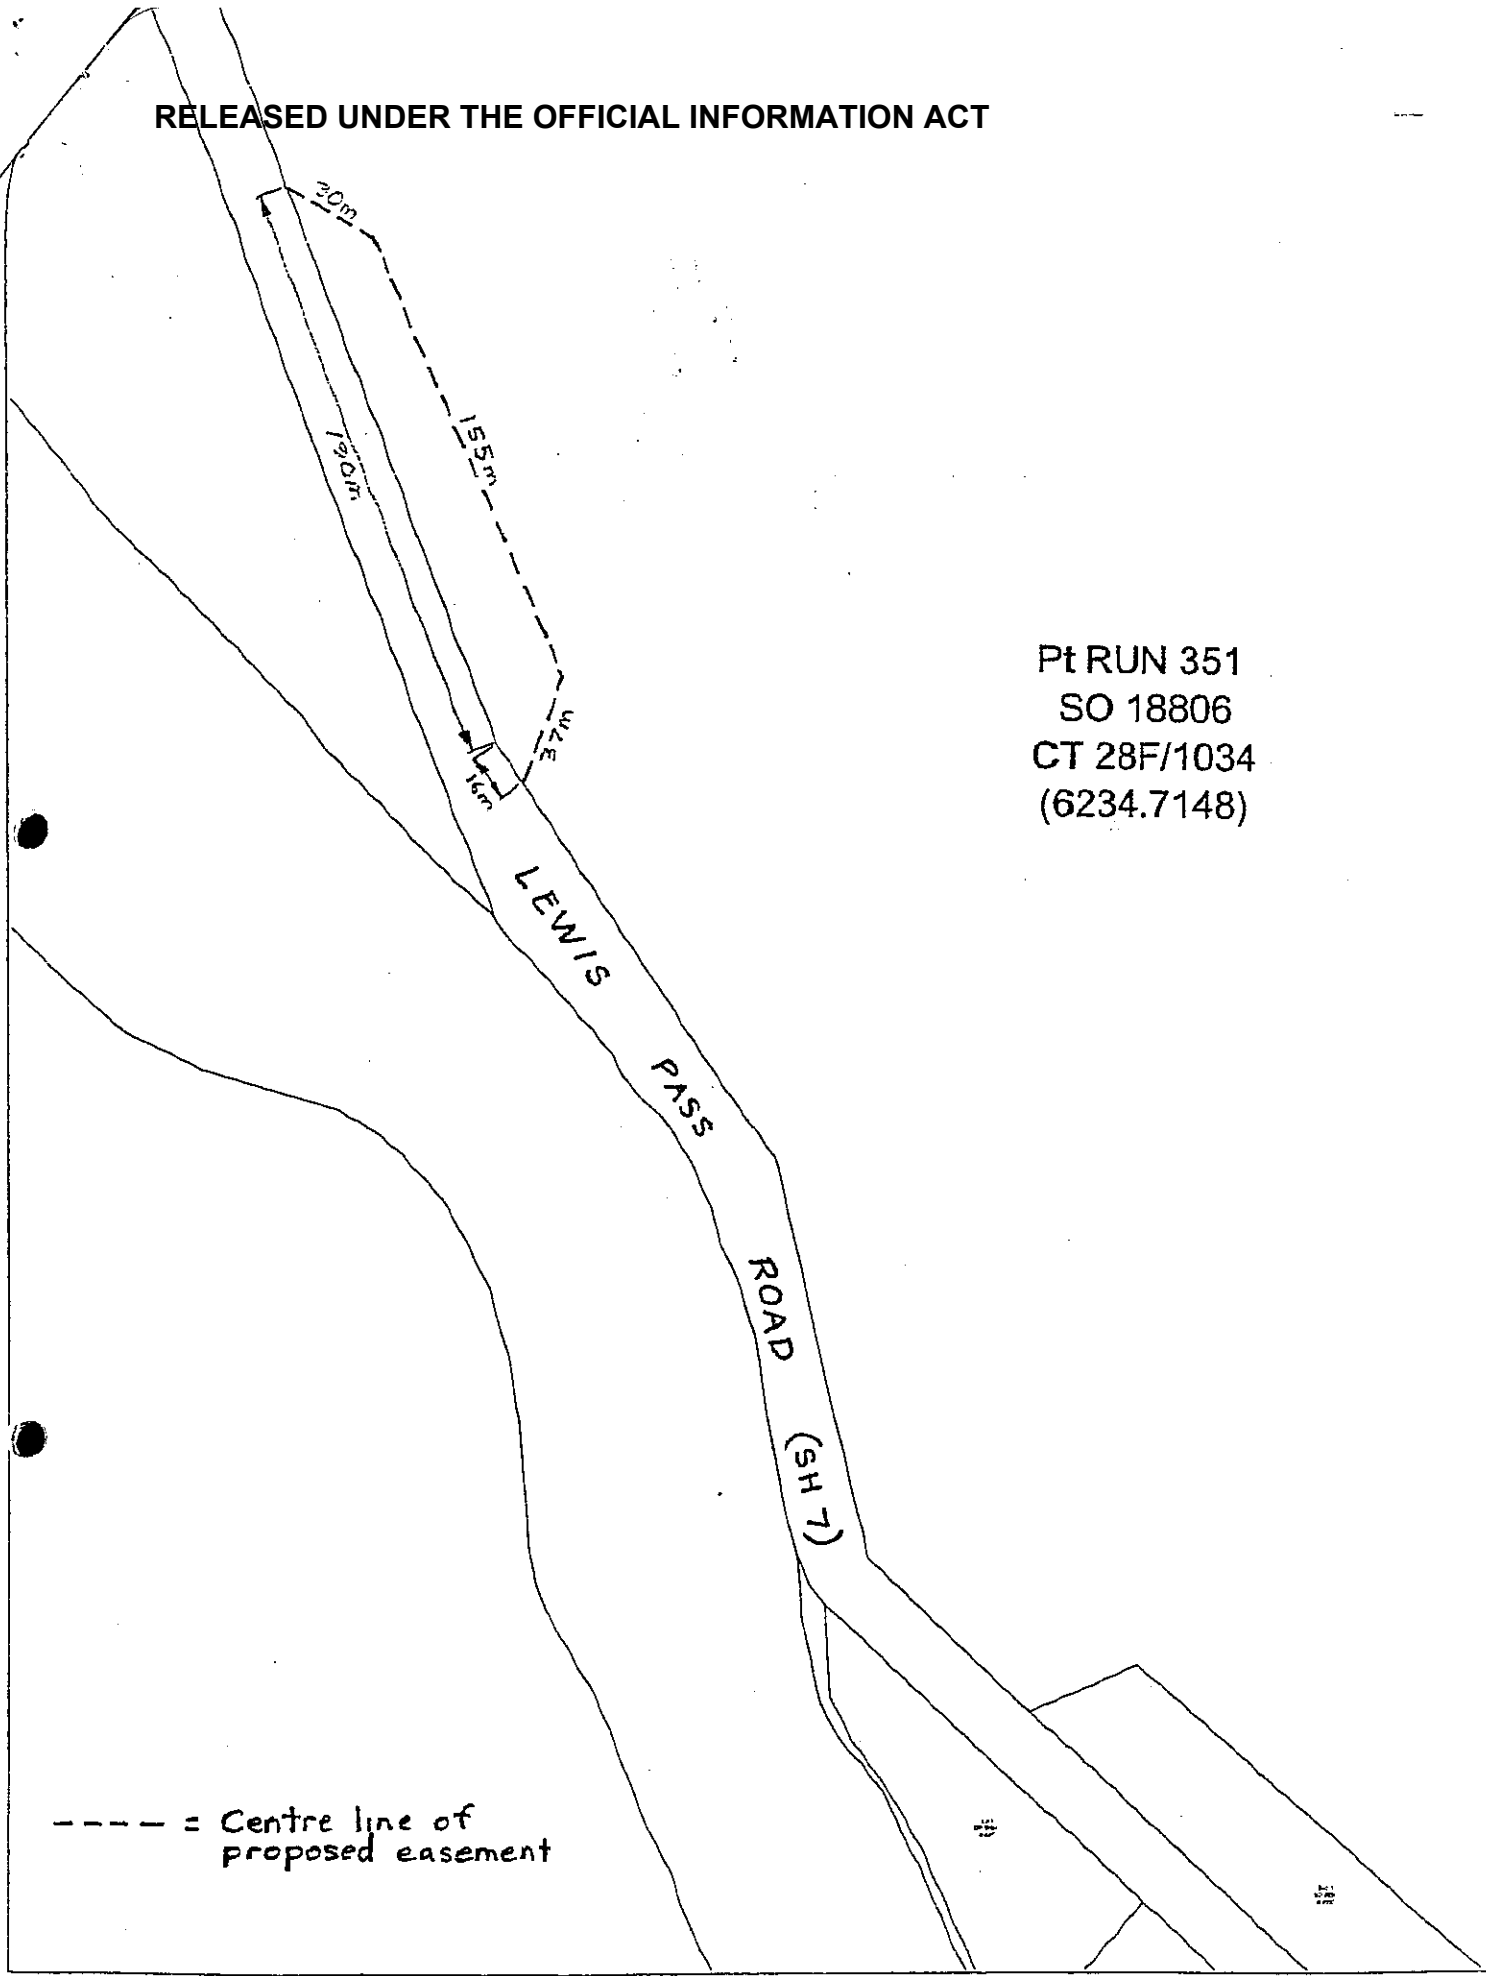 RELEASED UNDER THE OFFICIAL INFORMATION ACT
30m
155m
190m
37m
16m
Pt RUN 351
SO 18806
CT 28F/1034
(6234.7148)
LEWIS
PASS
ROAD
(SH 7)
---- = Centre line of
proposed easement